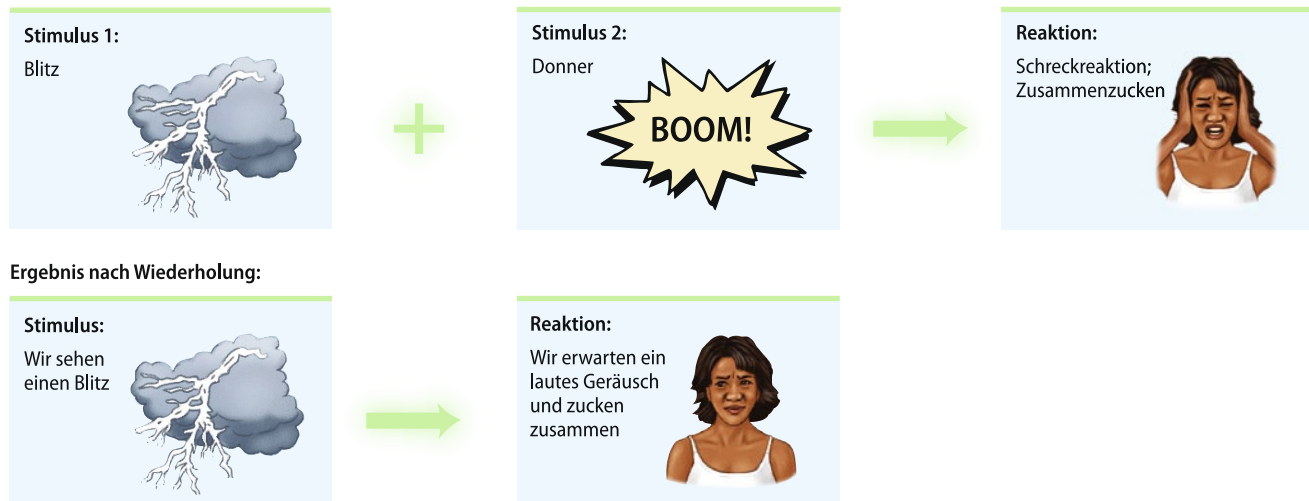 Stimulus 1:
Blitz
Stimulus 2:
Donner
BOOM!
Reaktion:
Schreckreaktion;
Zusammenzucken
Ergebnis nach Wiederholung:
Stimulus:
Wir sehen
einen Blitz
Reaktion:
Wir erwarten ein
lautes Geräusch
und zucken
zusammen